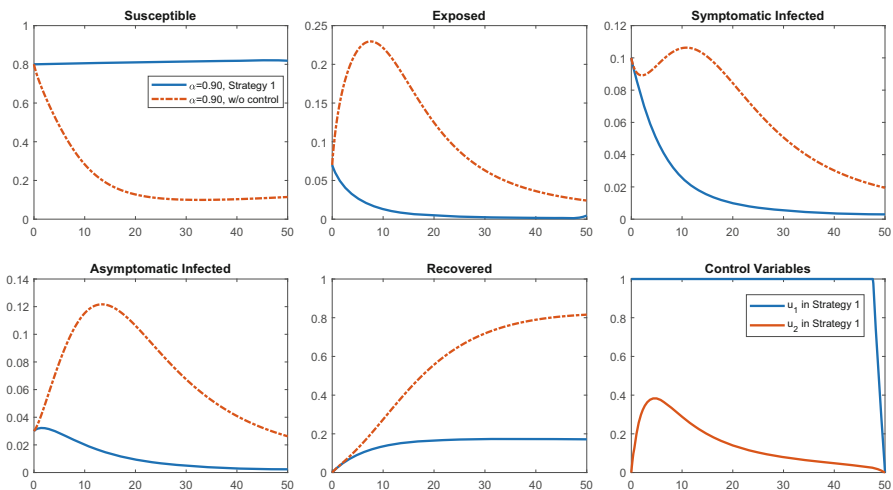 Susceptible
1
0.8
0.6
0.4
0.2
0
0 10 20 30 40 50
α=0.90, Strategy 1
α=0.90, w/o control
Exposed
0.25
0.2
0.15
0.1
0.05
0
0 10 20 30 40 50
Symptomatic Infected
0.12
0.1
0.08
0.06
0.04
0.02
0
0 10 20 30 40 50
Asymptomatic Infected
0.14
0.12
0.1
0.08
0.06
0.04
0.02
0
0 10 20 30 40 50
Recovered
1
0.8
0.6
0.4
0.2
0
0 10 20 30 40 50
Control Variables
1
0.8
0.6
0.4
0.2
0
0 10 20 30 40 50
u1 in Strategy 1
u2 in Strategy 1